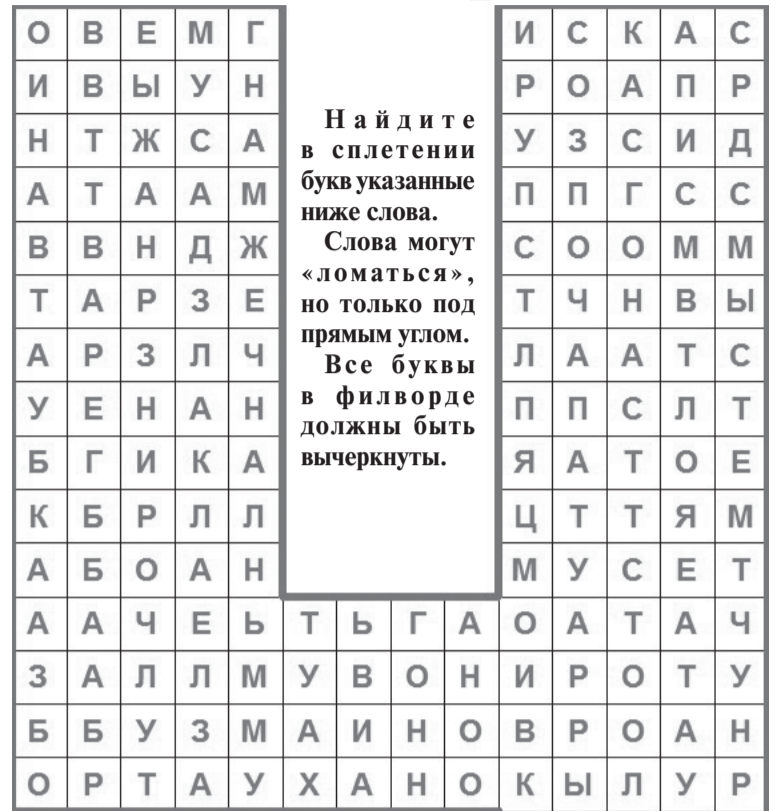 О В Е М Г И С К А С
И В Ы У Н Р О А П Р
Н Т Ж С А У З С И Д
А Т А А М П П Г С С
В В Н Д Ж С О О М М
Т А Р З Е Т Ч Н В Ы
А Р З Л Ч Л А А Т С
У Е Н А Н П П С Л Т
Б Г И К А Я А Т О Е
К Б Р Л Л Ц Т Т Я М
А Б О А Н М У С Е Т
А А Ч Е Ь Т Ь Г А О А Т А Ч
З А Л Л М У В О Н И Р О Т У
Б Б У З М А И Н О В Р О А Н
О Р Т А У Х А Н О К Ы Л У Р
Найдите
в сплетении
букв указанные
ниже слова.
Слова могут
«ломаться»,
но только под
прямым углом.
Все буквы
в филворде
должны быть
вычеркнуты.